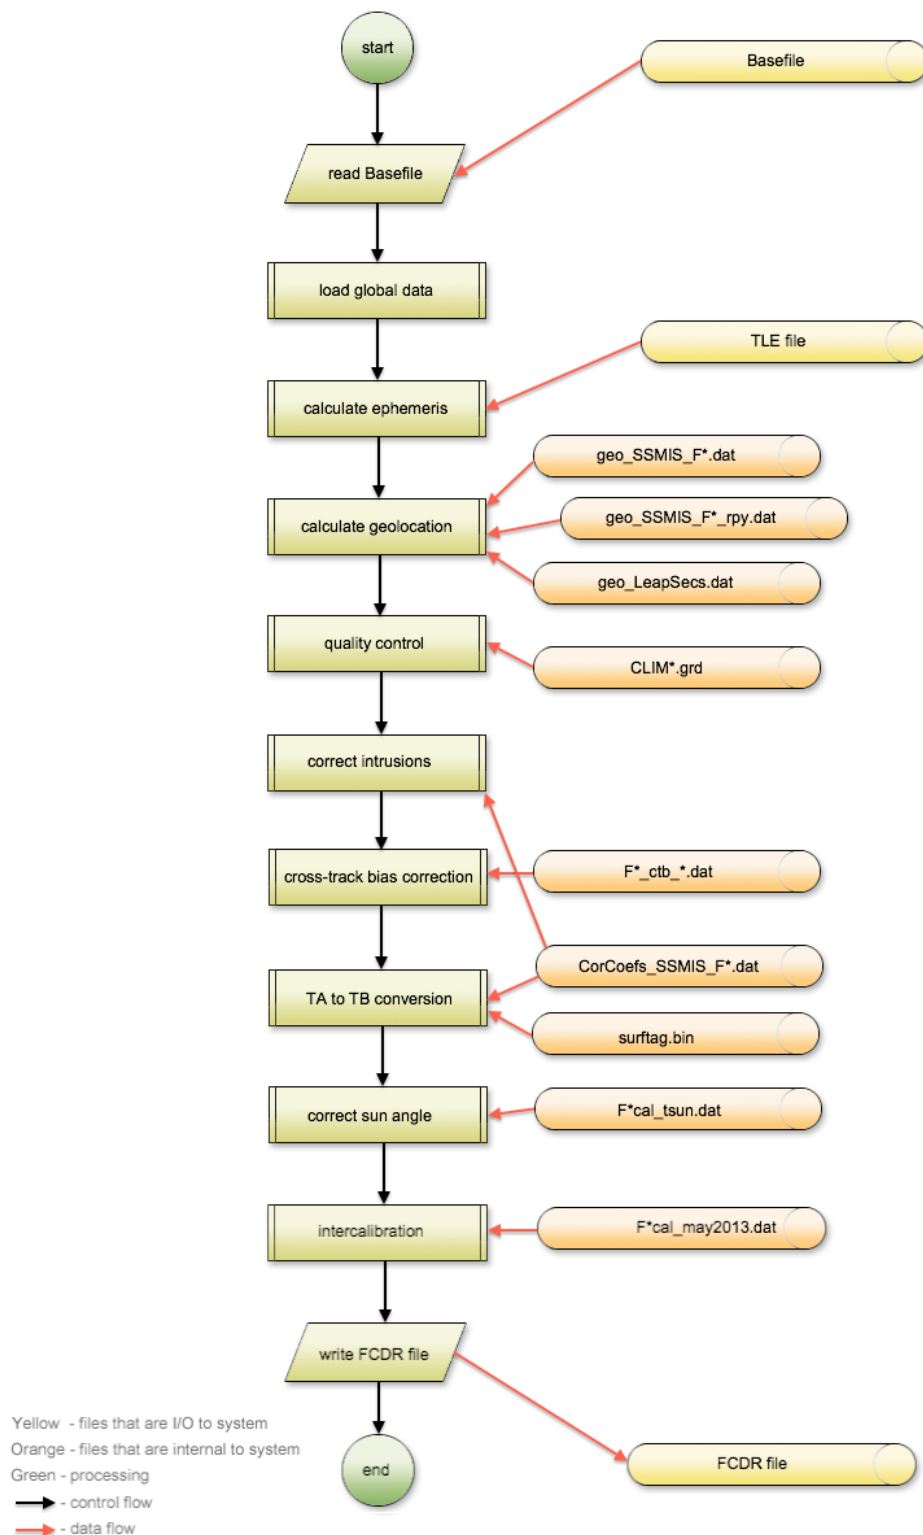 start
Basefile
read Basefile
load global data
TLE file
calculate ephemeris
geo_SSMIS_F*.dat
geo_SSMIS_F*_rpy.dat
calculate geolocation
geo_LeapSecs.dat
quality control
CLIM*.grd
correct intrusions
F*_ctb_*.dat
cross-track bias correction
CorCoefs_SSMIS_F*.dat
TA to TB conversion
surftag.bin
F*cal_tsun.dat
correct sun angle
F*cal_may2013.dat
intercalibration
write FCDR file
Yellow - files that are I/O to system
Orange - files that are internal to system
Green - processing
- control flow
- data flow
end
FCDR file